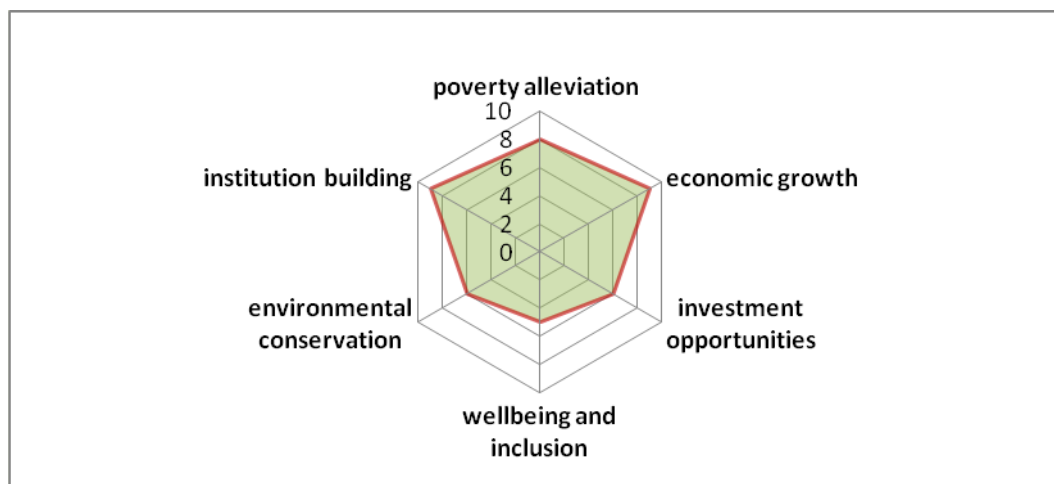 poverty alleviation
10
8
6
4
2
0
economic growth
investment
opportunities
wellbeing and
inclusion
environmental
conservation
institution building